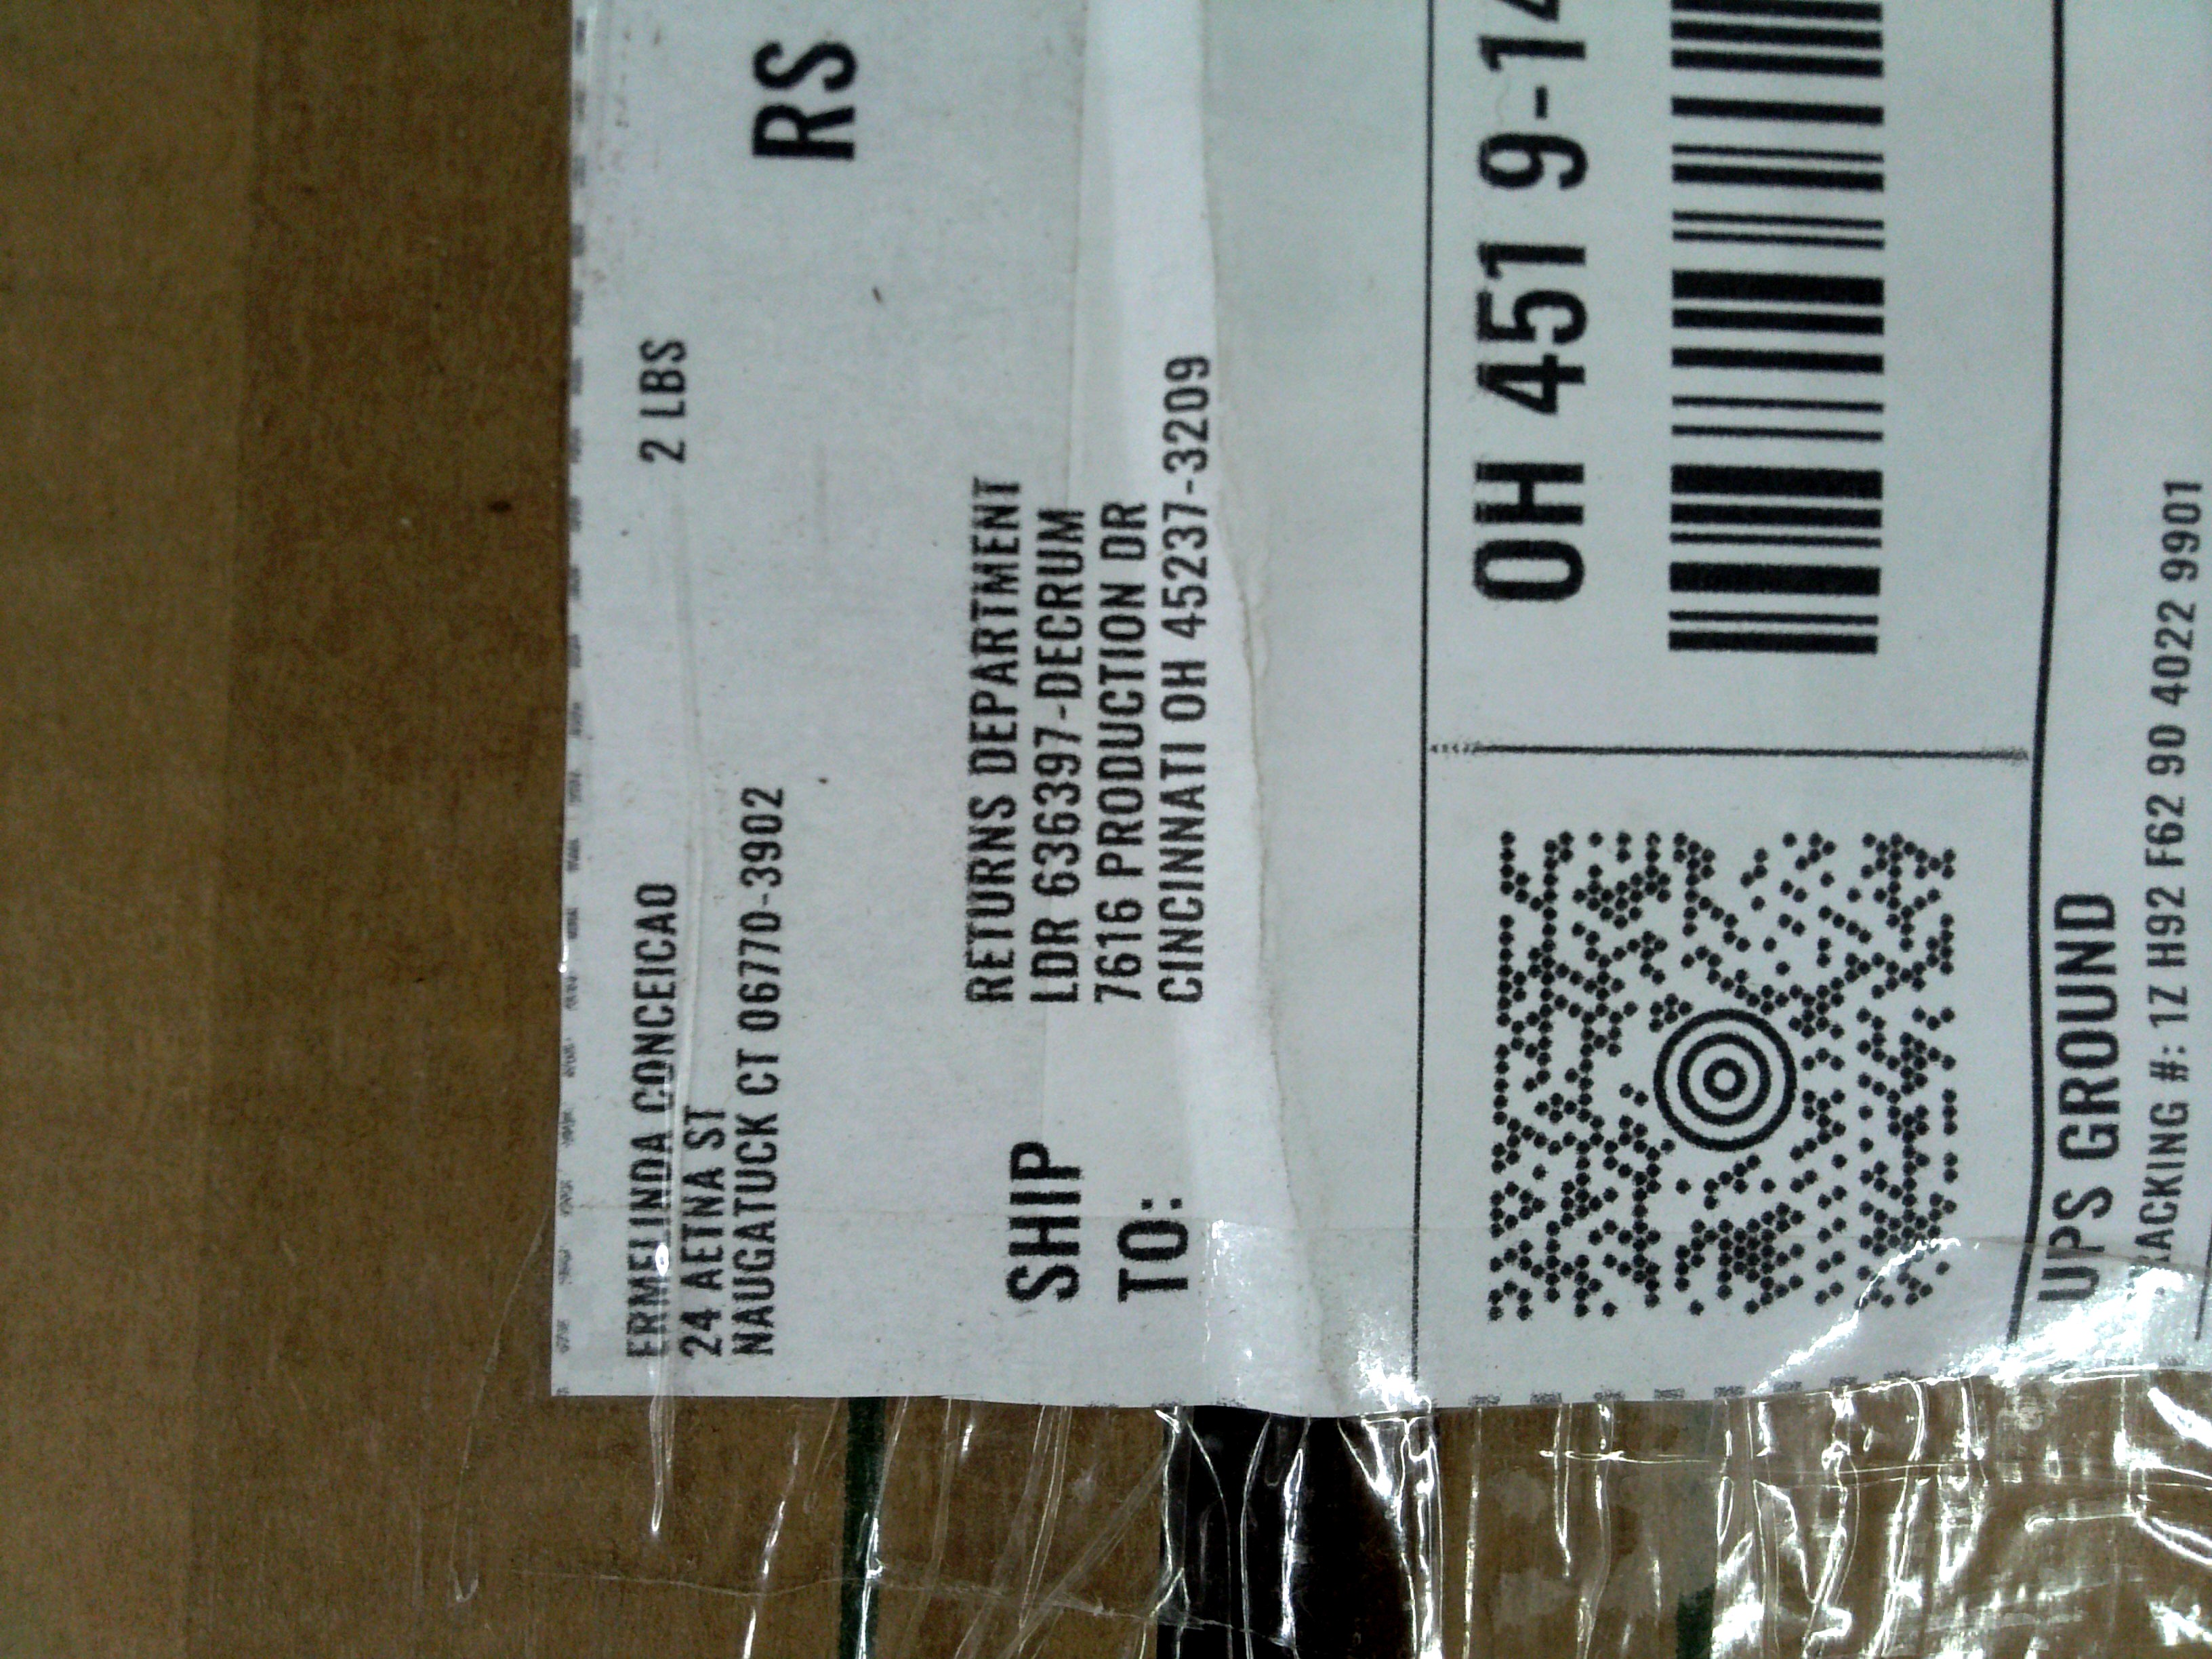 ERMELINDA CONCEICAO
2 LBS
RS
24 AETNA ST
NAUGATUCK CT 06770-3902
SHIP
TO:
RETURNS DEPARTMENT
LDR 636397-DECRUM
7616 PRODUCTION DR
CINCINNATI OH 45237-3209
OH 451 9-14
UPS GROUND
TRACKING #: 1Z H92 F62 90 4022 9901